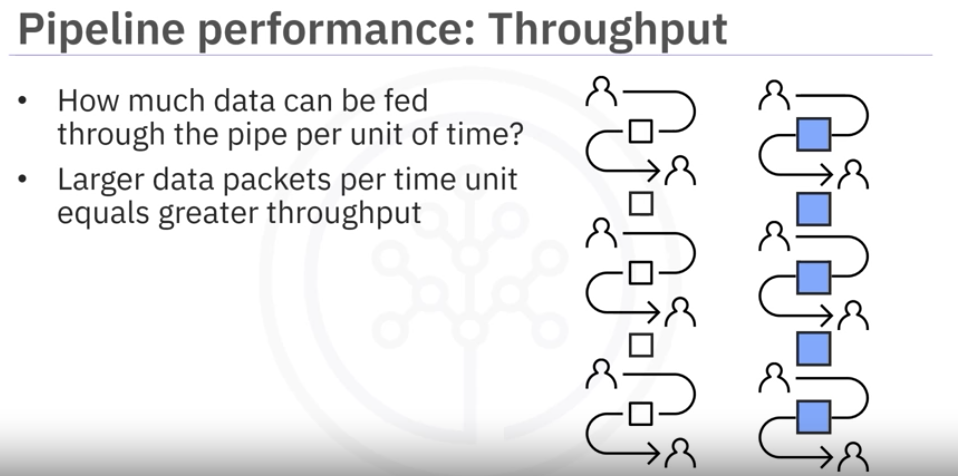 Pipeline performance: Throughput
• How much data can be fed
through the pipe per unit of time?
• Larger data packets per time unit
equals greater throughput